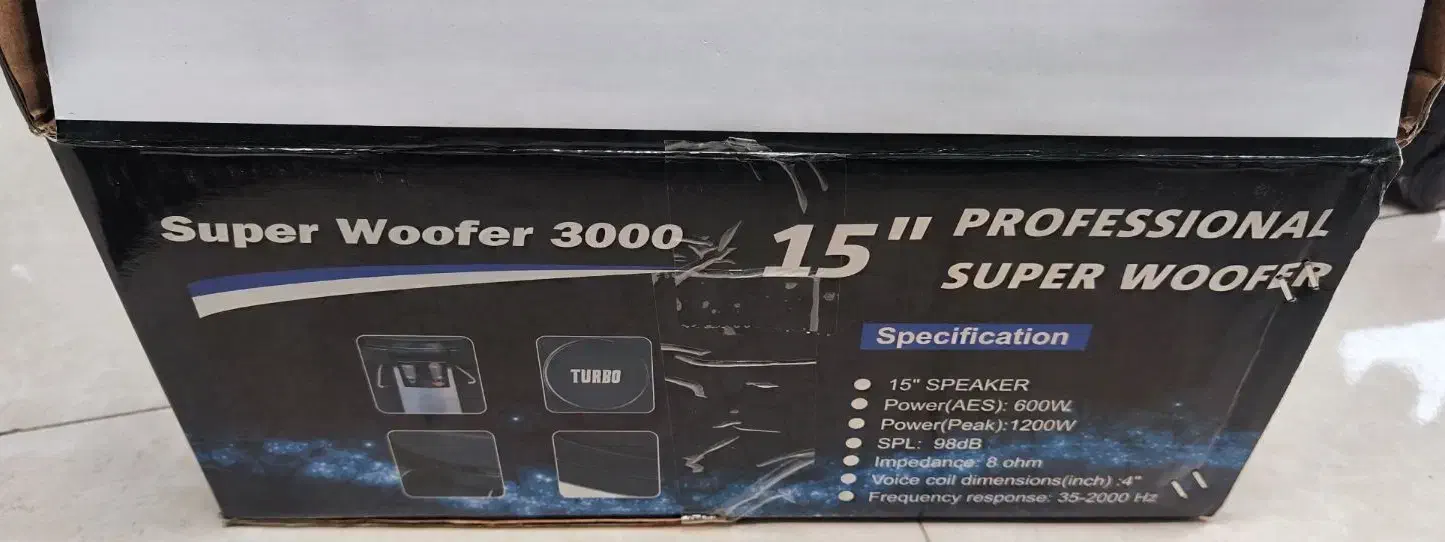 Super Woofer 3000
15" PROFESSIONAL
SUPER WOOFER
Specification
TURBO
● 15" SPEAKER
● Power(AES): 600W
● Power(Peak):1200W
● SPL: 98dB
● Impedance: 8 ohm
● Voice coil dimensions(inch) :4"
● Frequency response: 35-2000 Hz